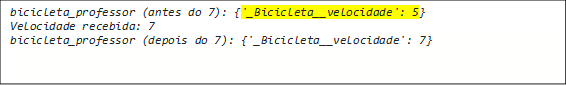 bicicleta_professor (antes do 7): {'_Bicicleta__velocidade': 5}
Velocidade recebida: 7
bicicleta_professor (depois do 7): {'_Bicicleta__velocidade': 7}